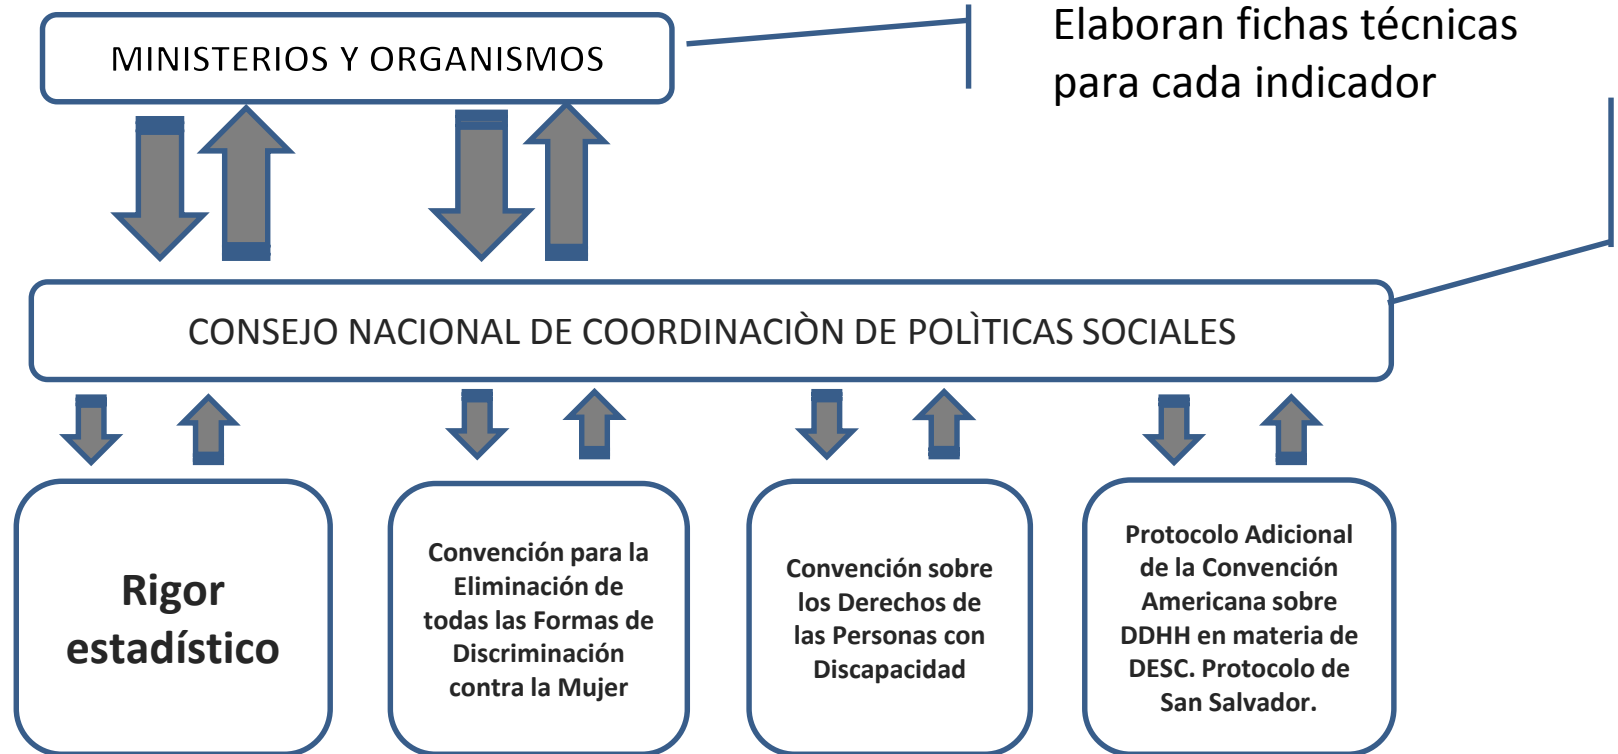 MINISTERIOS Y ORGANISMOS
Elaboran fichas técnicas
para cada indicador
CONSEJO NACIONAL DE COORDINACIÒN DE POLÌTICAS SOCIALES
Rigor
estadístico
Convención para la
Eliminación de
todas las Formas de
Discriminación
contra la Mujer
Convención sobre
los Derechos de
las Personas con
Discapacidad
Protocolo Adicional
de la Convención
Americana sobre
DDHH en materia de
DESC. Protocolo de
San Salvador.